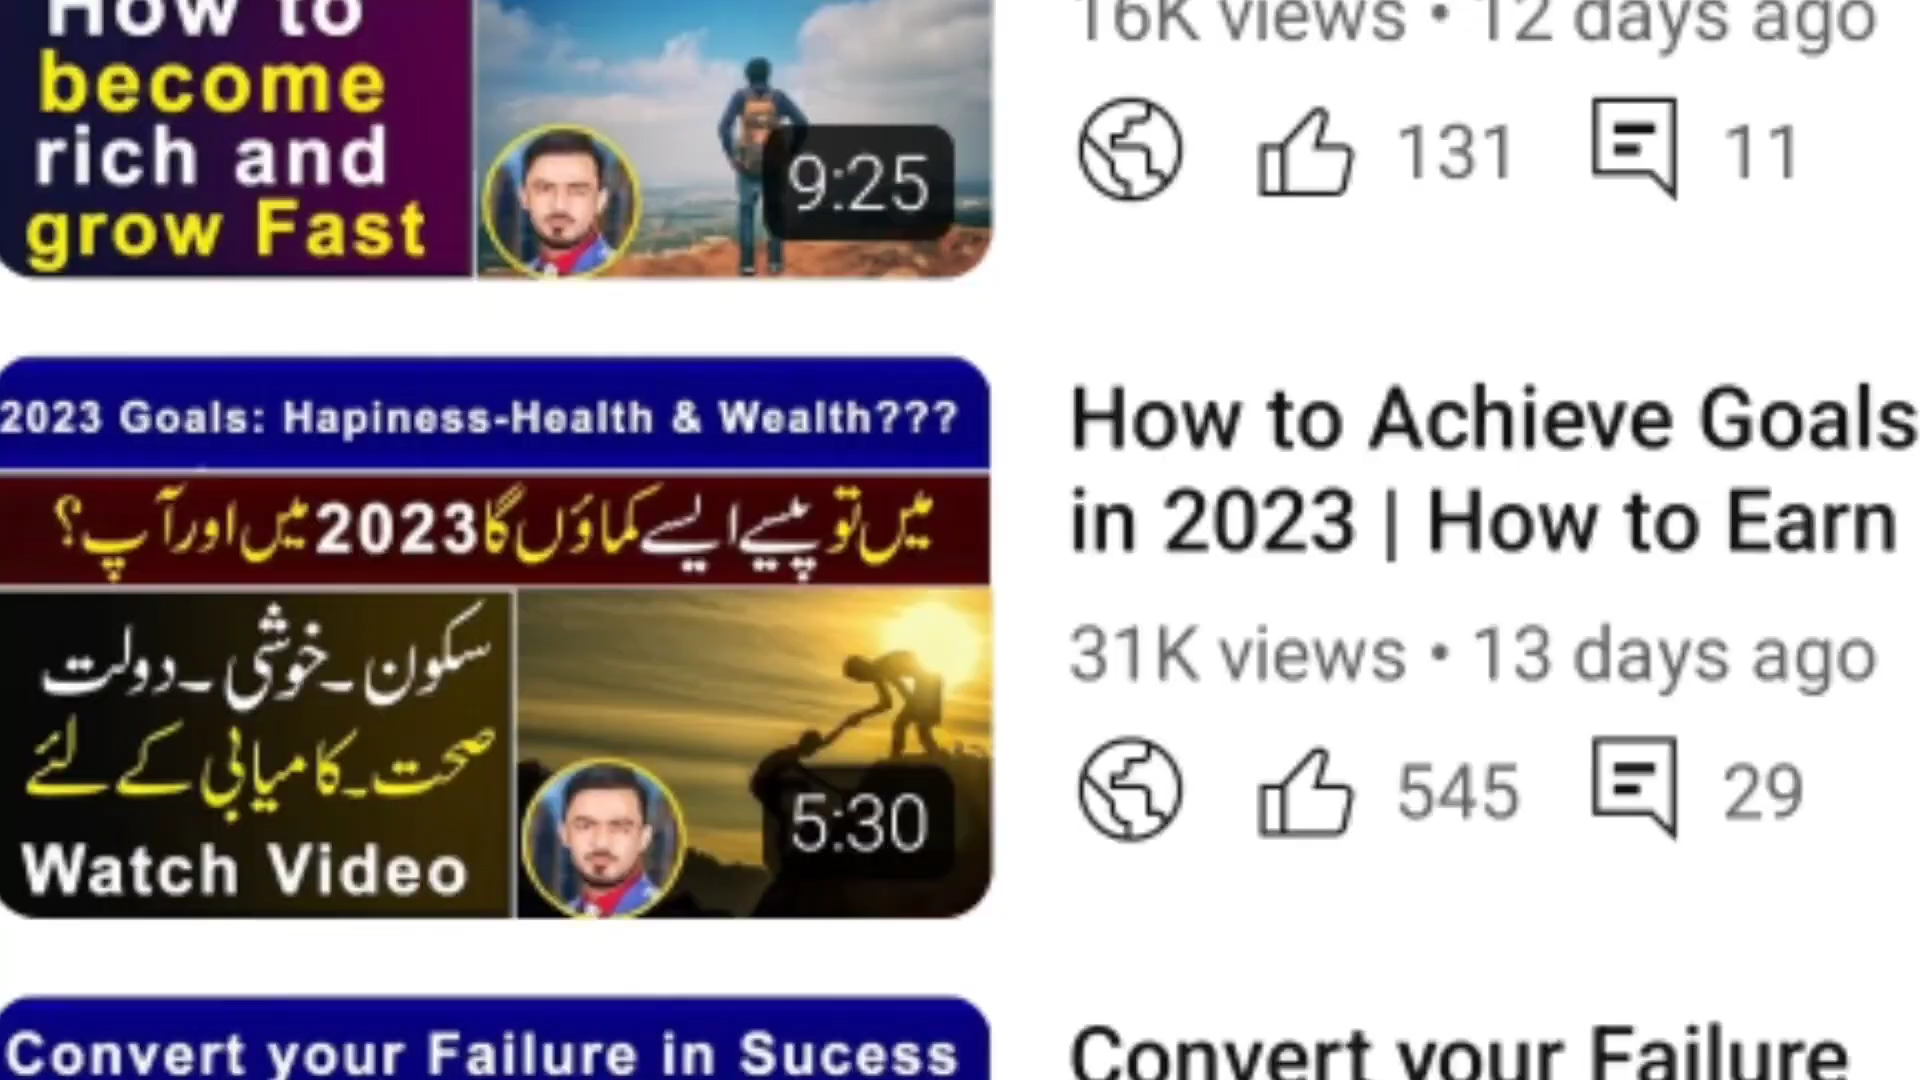 How to
become
rich and
grow Fast
9:25
16K views • 12 days ago
131
11
2023 Goals: Hapiness-Health & Wealth???
میں تو پیسے ایسے کماؤں گا 2023 میں اور آپ؟
سکون۔خوشی۔دولت
صحت۔کامیابی کے لئے
Watch Video
5:30
How to Achieve Goals
in 2023 | How to Earn
31K views • 13 days ago
545
29
Convert your Failure in Sucess
Convert your Failure